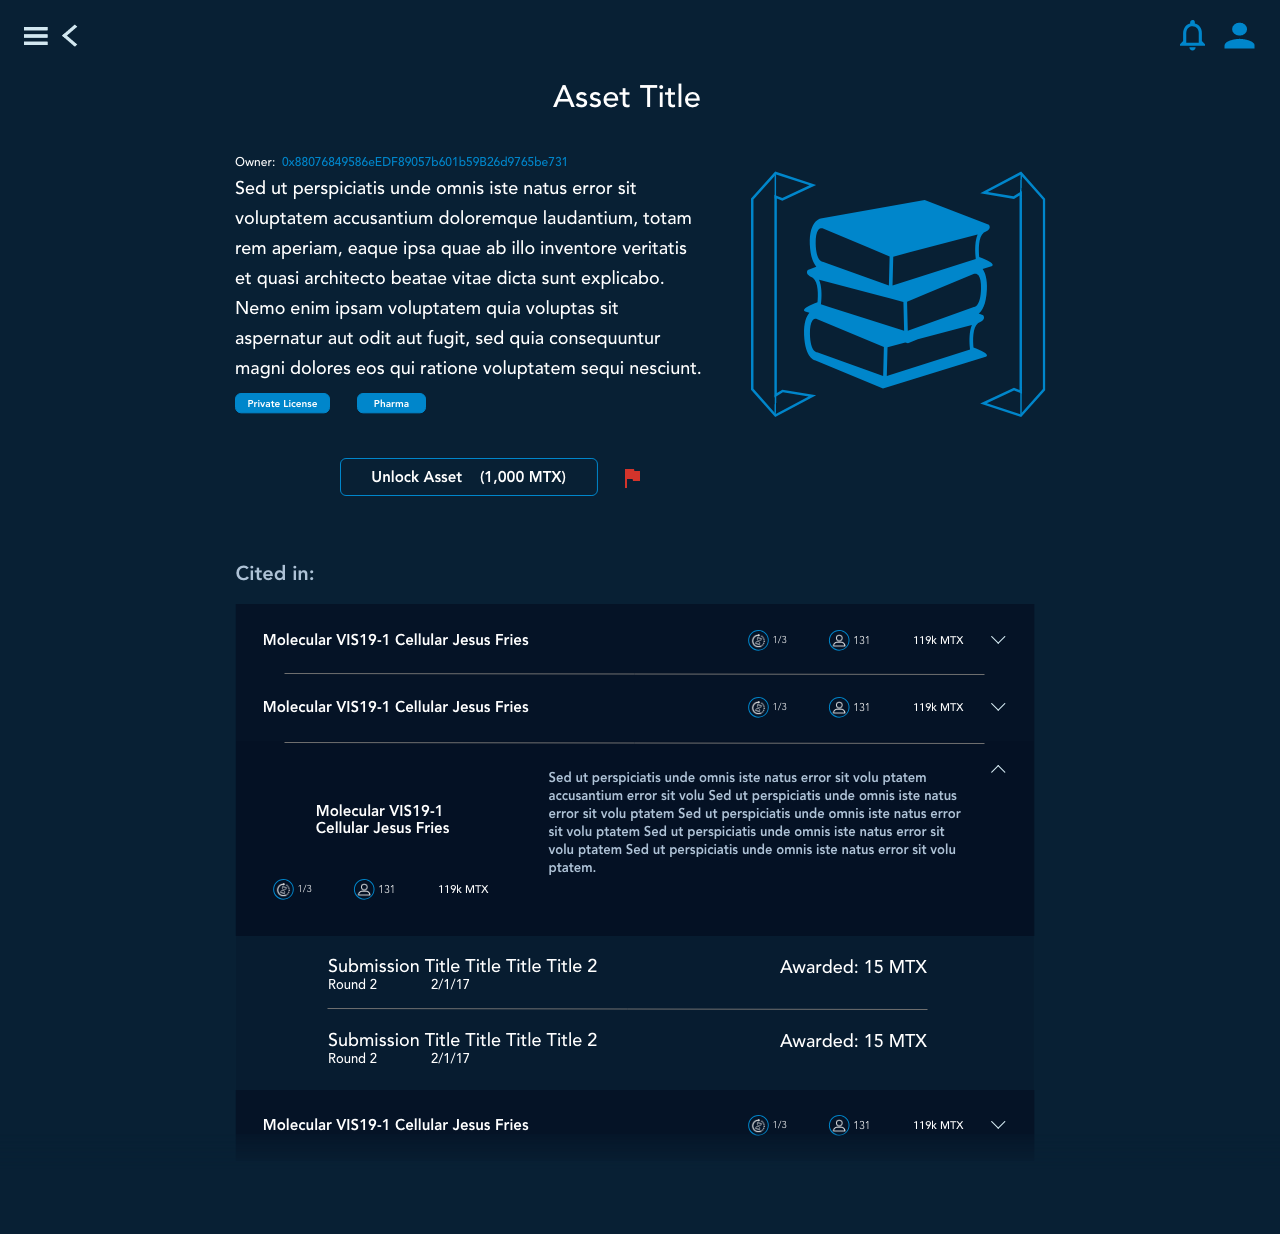 Asset Title
Owner: 0x88076849586eEDF89057b601b59B26d9765be731
Sed ut perspiciatis unde omnis iste natus error sit
voluptatem accusantium doloremque laudantium, totam
rem aperiam, eaque ipsa quae ab illo inventore veritatis
et quasi architecto beatae vitae dicta sunt explicabo.
Nemo enim ipsam voluptatem quia voluptas sit
aspernatur aut odit aut fugit, sed quia consequuntur
magni dolores eos qui ratione voluptatem sequi nesciunt.
Private License Pharma
Unlock Asset (1,000 MTX)
Cited in:
Molecular VIS19-1 Cellular Jesus Fries 1/3 131 119k MTX
Molecular VIS19-1 Cellular Jesus Fries 1/3 131 119k MTX
Molecular VIS19-1
Cellular Jesus Fries
1/3 131 119k MTX
Sed ut perspiciatis unde omnis iste natus error sit volu ptatem
accusantium error sit volu Sed ut perspiciatis unde omnis iste natus
error sit volu ptatem Sed ut perspiciatis unde omnis iste natus error
sit volu ptatem Sed ut perspiciatis unde omnis iste natus error sit
volu ptatem Sed ut perspiciatis unde omnis iste natus error sit volu
ptatem.
Submission Title Title Title Title 2 Awarded: 15 MTX
Round 2 2/1/17
Submission Title Title Title Title 2 Awarded: 15 MTX
Round 2 2/1/17
Molecular VIS19-1 Cellular Jesus Fries 1/3 131 119k MTX